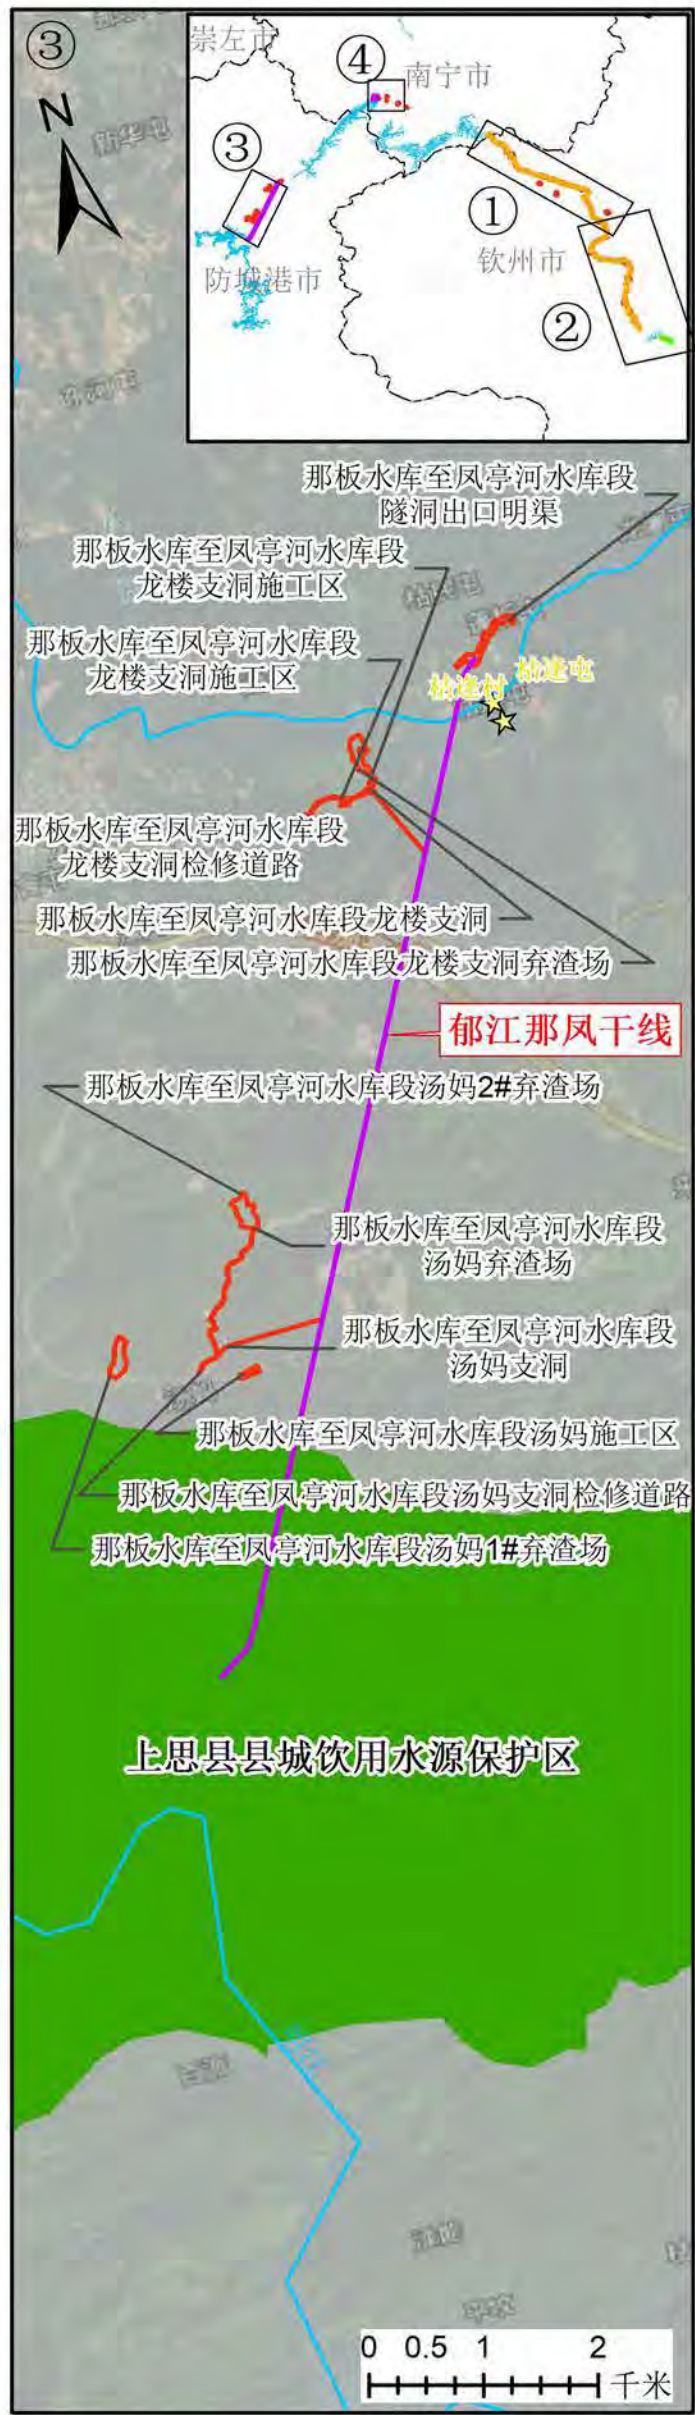 ③
N
崇左市
④
南宁市
③
①
钦州市
防城港市
②
新华屯
那板水库至凤亭河水库段
隧洞出口明渠
那板水库至凤亭河水库段
龙楼支洞施工区
那板水库至凤亭河水库段
龙楼支洞施工区
枯逢村
枯逢屯
那板水库至凤亭河水库段
龙楼支洞检修道路
那板水库至凤亭河水库段龙楼支洞
那板水库至凤亭河水库段龙楼支洞弃渣场
郁江那凤干线
那板水库至凤亭河水库段汤妈2#弃渣场
那板水库至凤亭河水库段
汤妈弃渣场
那板水库至凤亭河水库段
汤妈支洞
那板水库至凤亭河水库段汤妈施工区
那板水库至凤亭河水库段汤妈支洞检修道路
那板水库至凤亭河水库段汤妈1#弃渣场
上思县县城饮用水源保护区
0 0.5 1 2
千米